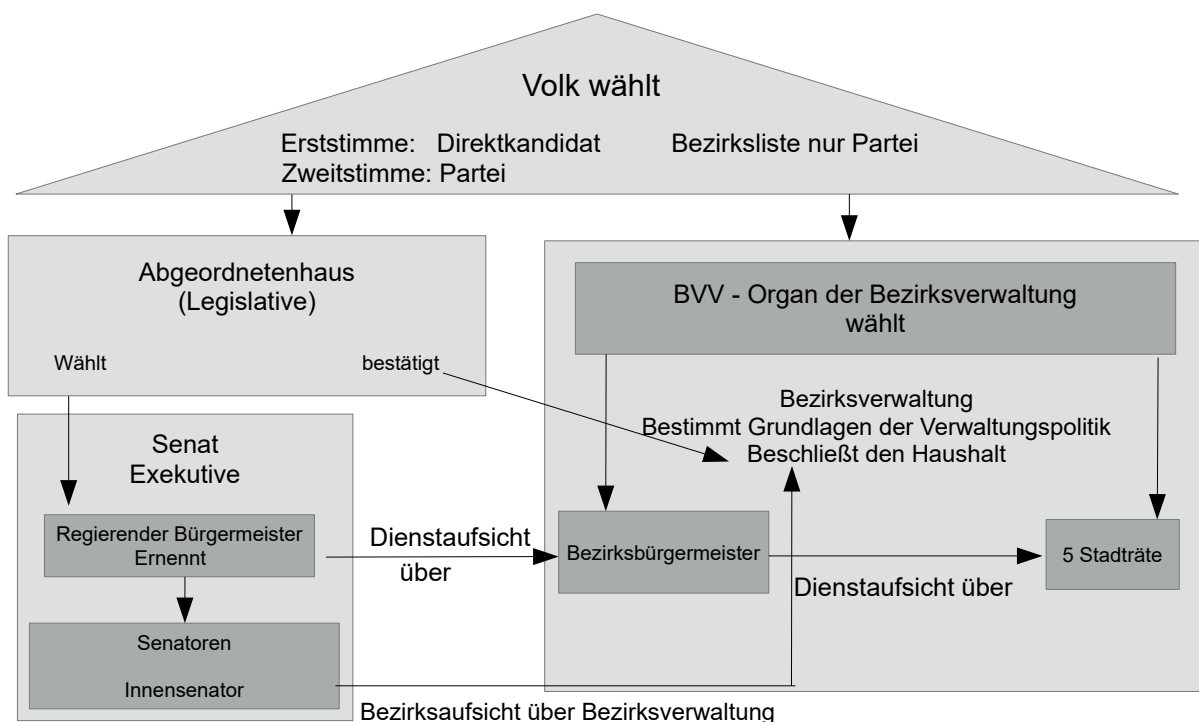 Volk wählt
Erststimme: Direktkandidat
Zweitstimme: Partei
Bezirksliste nur Partei
Abgeordnetenhaus
(Legislative)
Wählt
bestätigt
BVV - Organ der Bezirksverwaltung
wählt
Bezirksverwaltung
Bestimmt Grundlagen der Verwaltungspolitik
Beschließt den Haushalt
Senat
Exekutive
Regierender Bürgermeister
Ernennt
Dienstaufsicht
über
Bezirksbürgermeister
Dienstaufsicht über
5 Stadträte
Senatoren
Innensenator
Bezirksaufsicht über Bezirksverwaltung